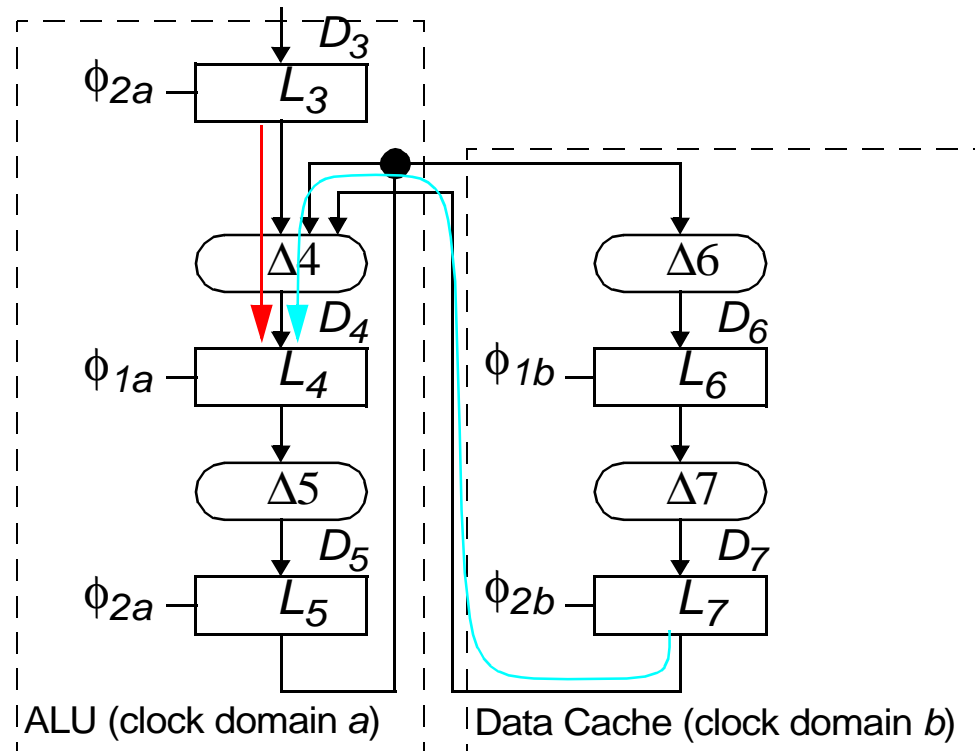 D3
ϕ2a
L3
Δ4
Δ6
D4
D6
ϕ1a
L4
ϕ1b
L6
Δ5
Δ7
D5
D7
ϕ2a
L5
ϕ2b
L7
ALU (clock domain a)
Data Cache (clock domain b)